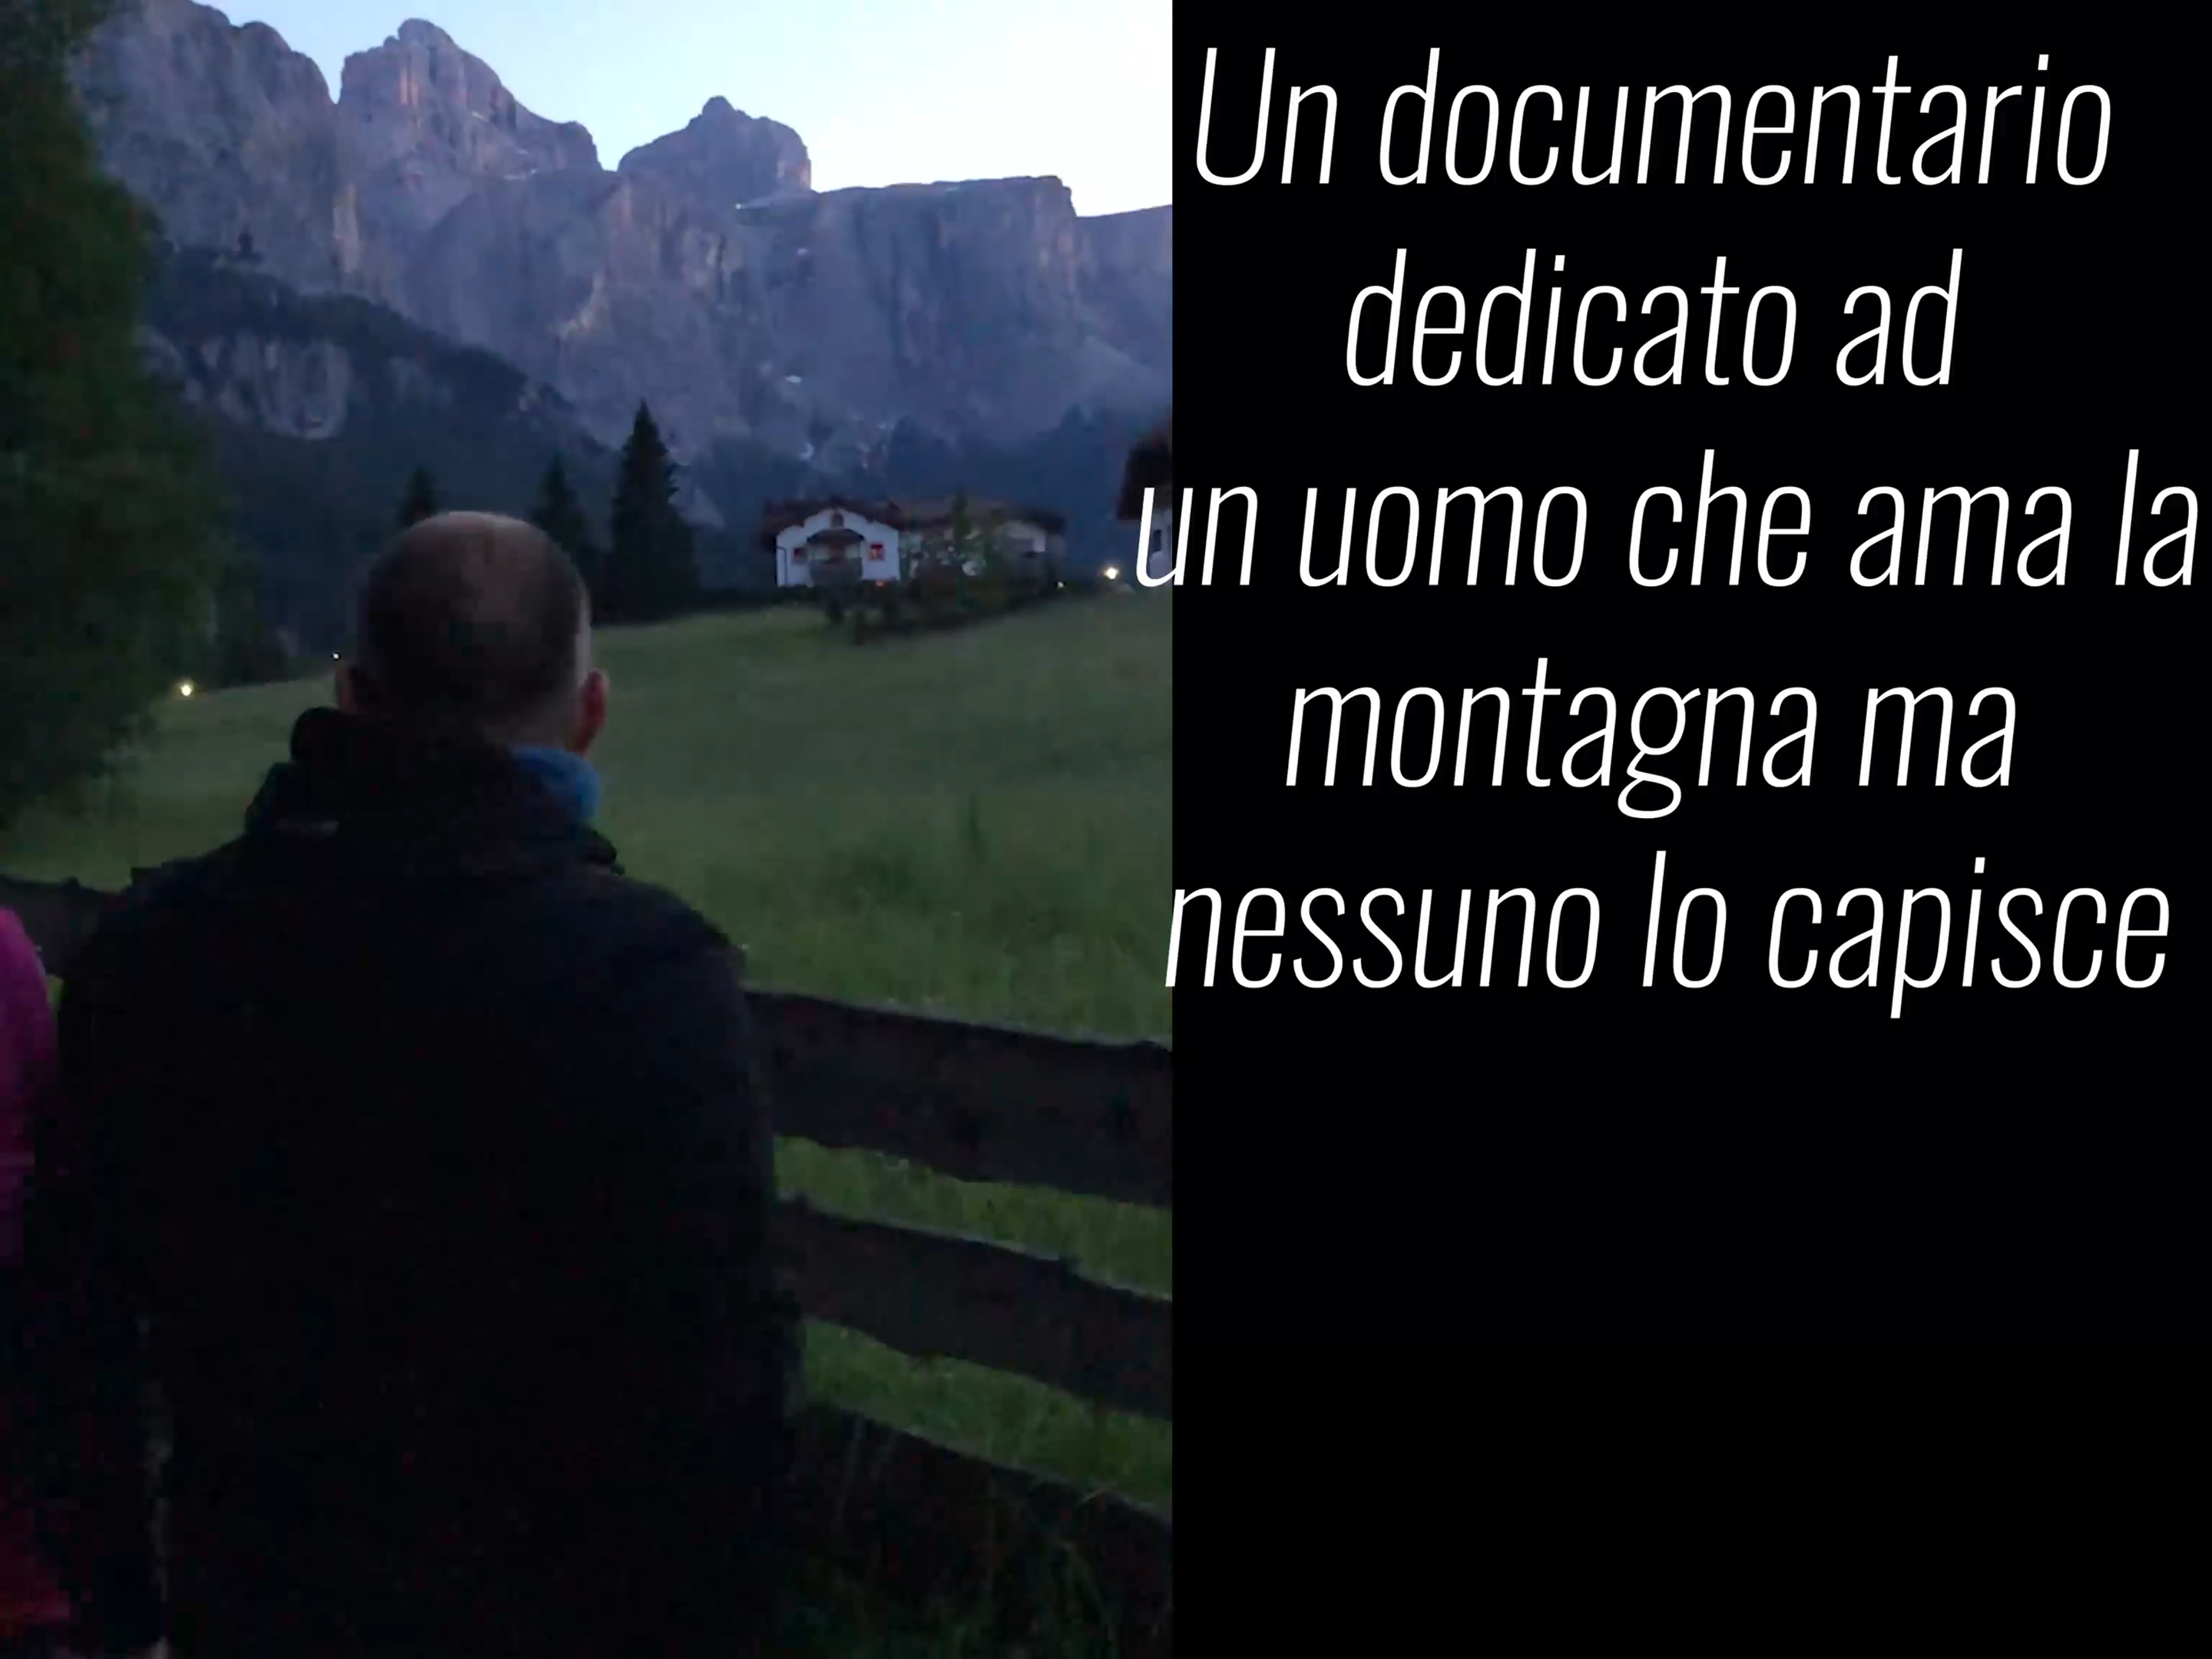 Un documentario
dedicato ad
un uomo che ama la
montagna ma
nessuno lo capisce